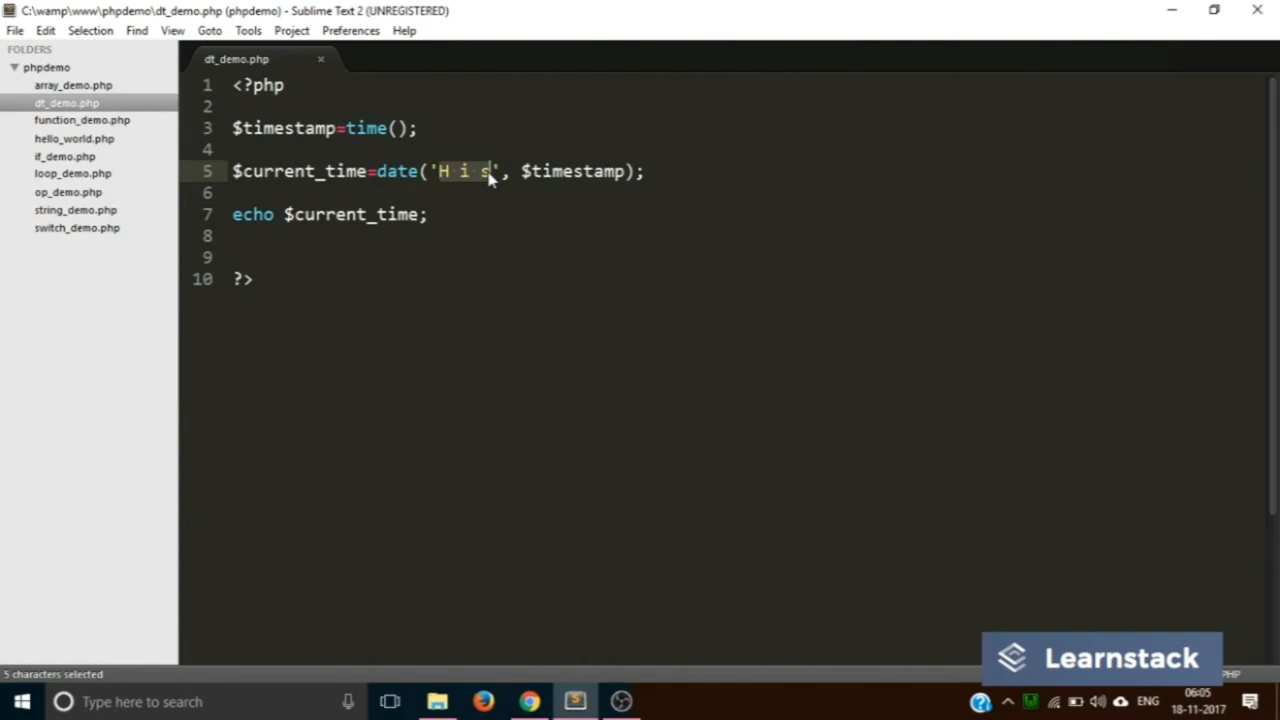 C:\wamp\www\phpdemo\dt_demo.php (phpdemo) - Sublime Text 2 (UNREGISTERED)
File Edit Selection View Find Goto Tools Project Preferences Help
FOLDERS
phpdemo
array_demo.php
dt_demo.php
function_demo.php
hello_world.php
if_demo.php
loop_demo.php
op_demo.php
string_demo.php
switch_demo.php
dt_demo.php
1 <?php
2
3 $timestamp=time();
4
5 $current_time=date('H i s', $timestamp);
6
7 echo $current_time;
8
9
10 ?>
Learnstack
5 characters selected
PHP
Type here to search
ENG
06:05
18-11-2017